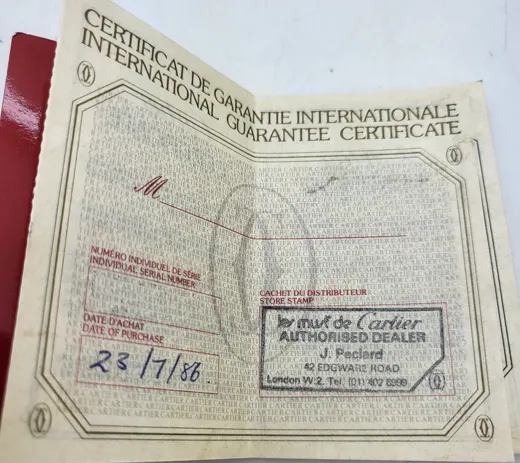 CERTIFICAT DE GARANTIE INTERNATIONALE
INTERNATIONAL GUARANTEE CERTIFICATE
M
NUMÉRO INDIVIDUEL DE SÉRIE
INDIVIDUAL SERIAL NUMBER
DATE D'ACHAT
DATE OF PURCHASE
23/7/86
CACHET DU DISTRIBUTEUR
STORE STAMP
les must de Cartier
AUTHORISED DEALER
J. Peclard
42 EDGWARE ROAD
London W.2. Tel. (01) 402 6999